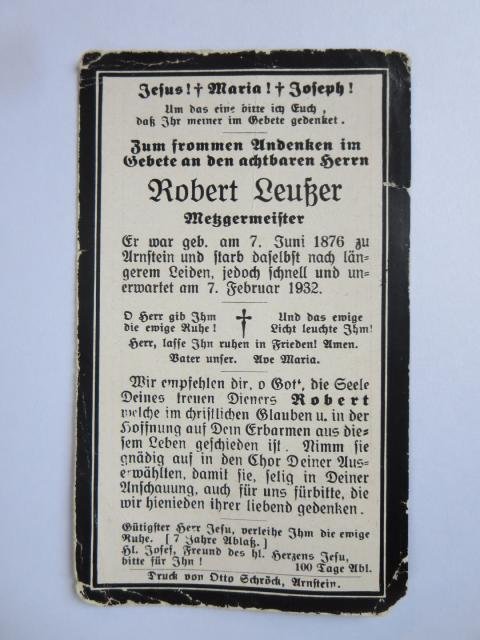 Jesus! † Maria! † Joseph!
Um das eine bitte ich Euch,
daß Ihr meiner im Gebete gedenket.
Zum frommen Andenken im
Gebete an den achtbaren Herrn
Robert Leußer
Metzgermeister
Er war geb. am 7. Juni 1876 zu
Arnstein und starb daselbst nach län-
gerem Leiden, jedoch schnell und un-
erwartet am 7. Februar 1932.
O Herr gib Ihm
die ewige Ruhe!
†
Und das ewige
Licht leuchte Ihm!
Herr, lasse Ihn ruhen in Frieden! Amen.
Vater unser. Ave Maria.
Wir empfehlen dir, o Got', die Seele
Deines treuen Dieners Robert
welche im christlichen Glauben u. in der
Hoffnung auf Dein Erbarmen aus die-
sem Leben geschieden ist. Nimm sie
gnädig auf in den Chor Deiner Aus-
erwählten, damit sie, selig in Deiner
Anschauung, auch für uns fürbitte, die
wir hienieden ihrer liebend gedenken.
Gütigster Herr Jesu, verleihe Ihm die ewige
Ruhe. [7 Jahre Ablaß.]
Hl. Josef, Freund des hl. Herzens Jesu,
bitte für Ihn! 100 Tage Abl.
Druck von Otto Schröck, Arnstein.